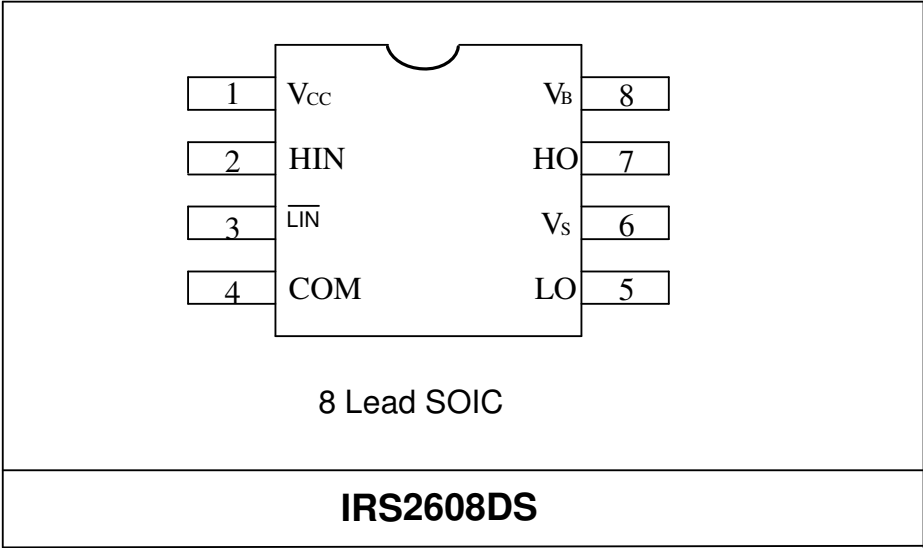 1 VCC VB 8
2 HIN HO 7
3 L̅I̅N̅ VS 6
4 COM LO 5
8 Lead SOIC
IRS2608DS